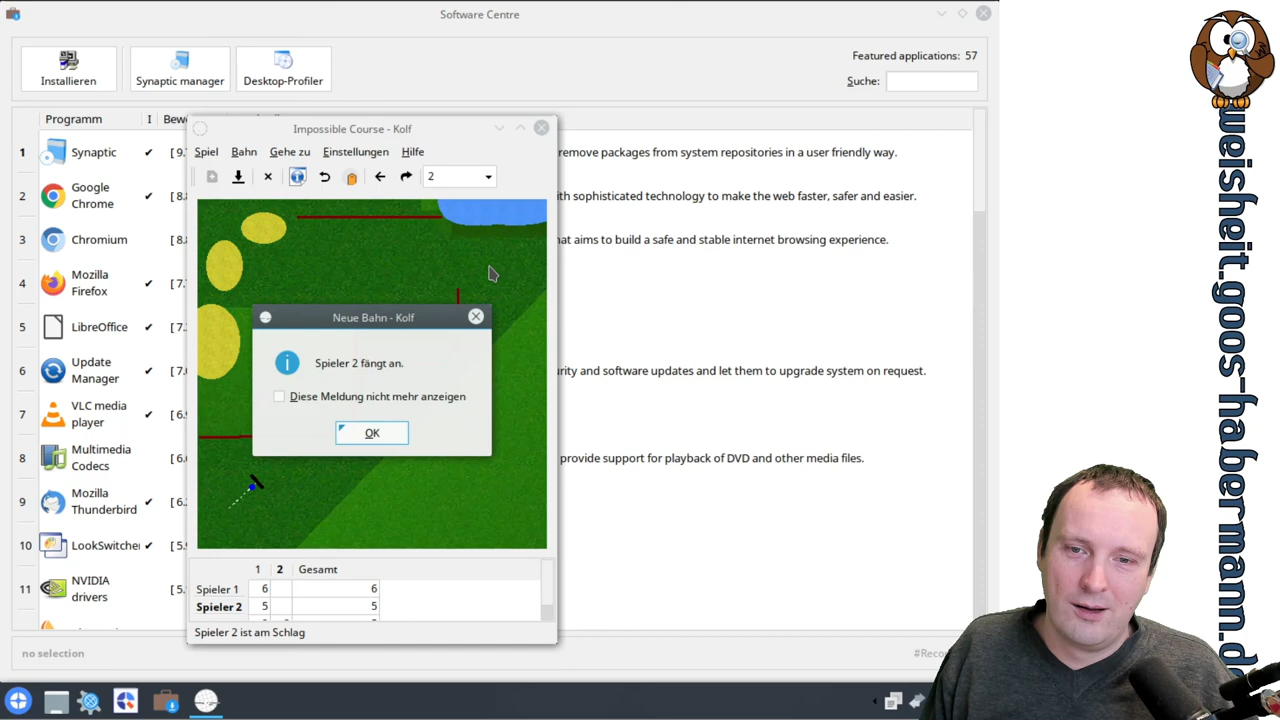 Software Centre
Installieren
Synaptic manager
Desktop-Profiler
Featured applications: 57
Suche:
Programm
I
1
Synaptic
✔
remove packages from system repositories in a user friendly way.
2
Google
Chrome
✔
sophisticated technology to make the web faster, safer and easier.
3
Chromium
✔
hat aims to build a safe and stable internet browsing experience.
4
Mozilla
Firefox
✔
5
LibreOffice
✔
6
Update
Manager
✔
urity and software updates and let them to upgrade system on request.
7
VLC media
player
✔
8
Multimedia
Codecs
provide support for playback of DVD and other media files.
9
Mozilla
Thunderbird
✔
10
LookSwitcher
✔
11
NVIDIA
drivers
no selection
Impossible Course - Kolf
Spiel
Bahn
Gehe zu
Einstellungen
Hilfe
2
Neue Bahn - Kolf
Spieler 2 fängt an.
Diese Meldung nicht mehr anzeigen
OK
1
2
Gesamt
Spieler 1
6
6
Spieler 2
5
5
Spieler 2 ist am Schlag
weisheit.goos-habermann.d